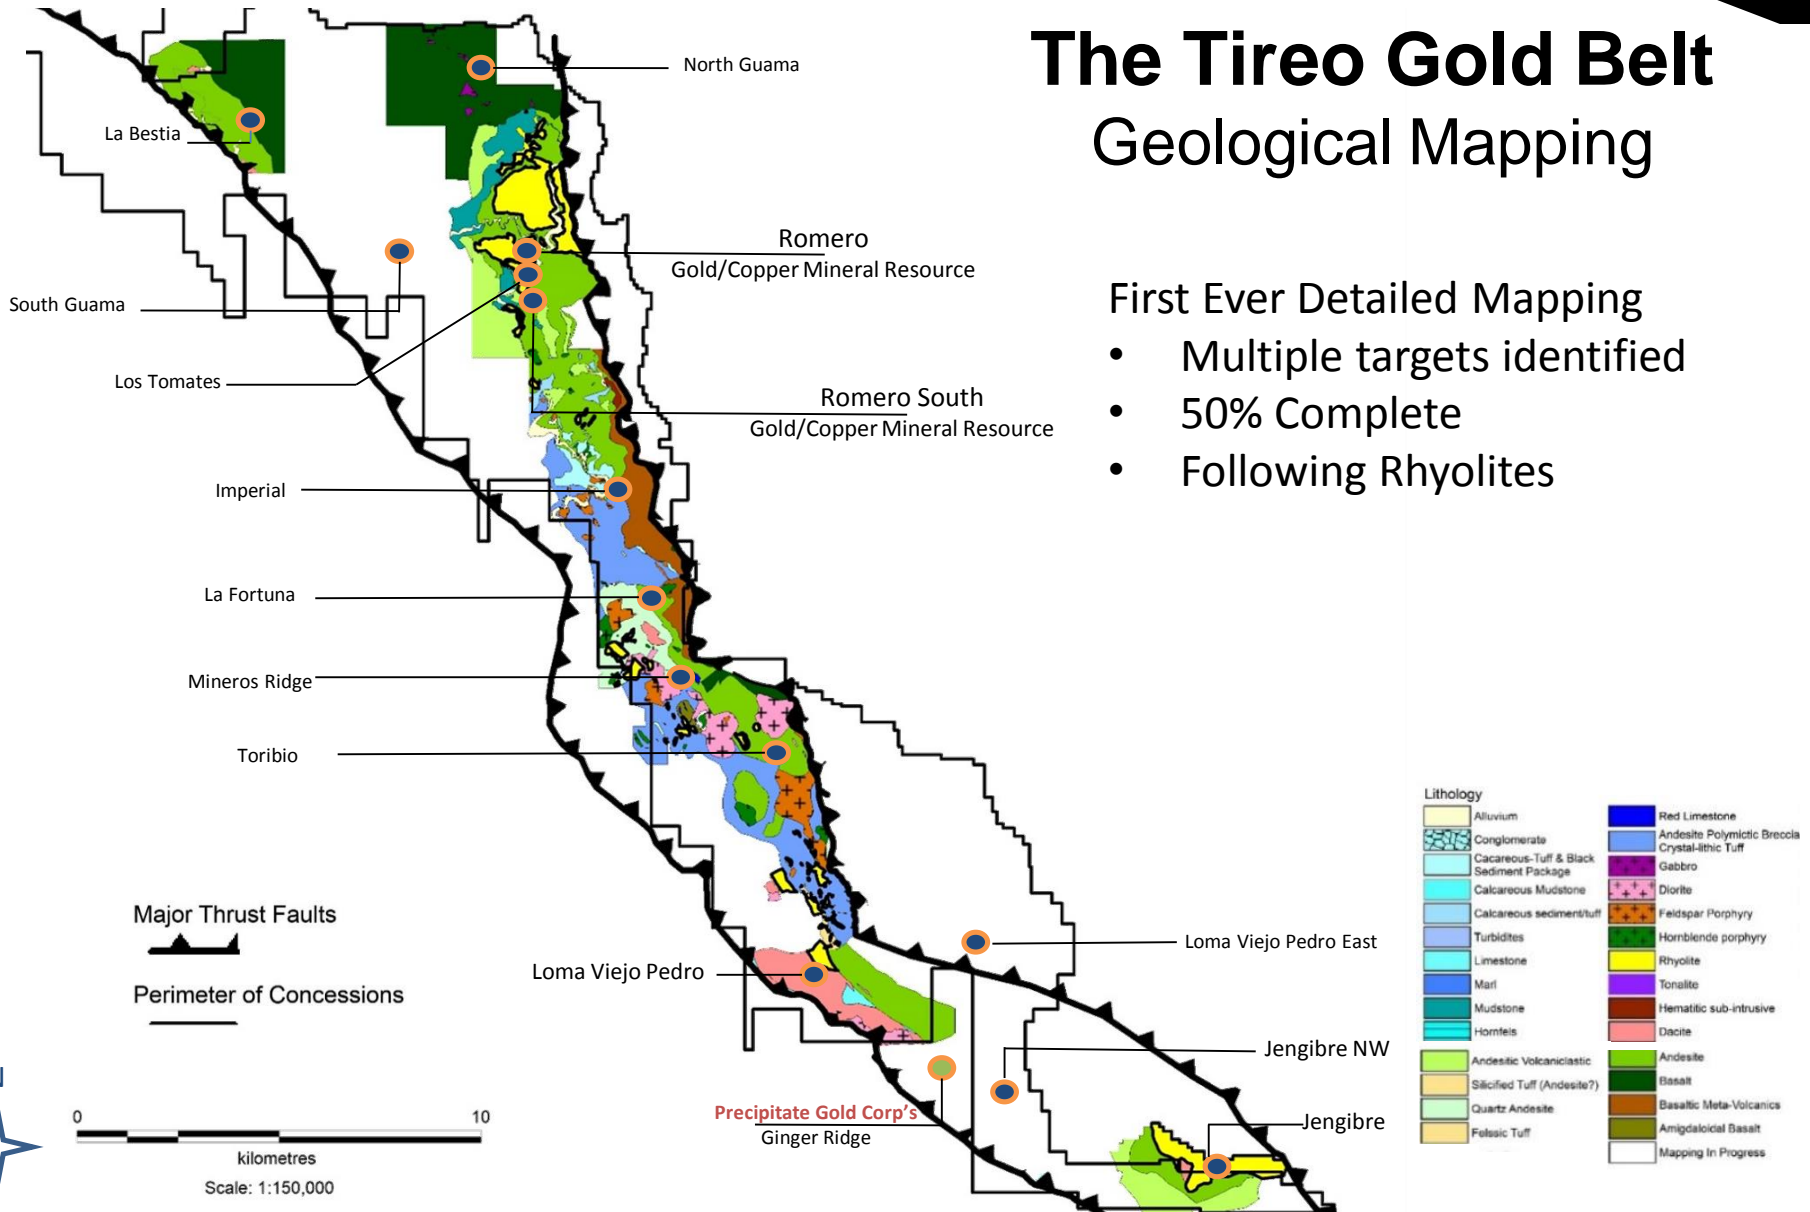 The Tireo Gold Belt
Geological Mapping
First Ever Detailed Mapping
• Multiple targets identified
• 50% Complete
• Following Rhyolites
North Guama
La Bestia
Romero
Gold/Copper Mineral Resource
South Guama
Los Tomates
Romero South
Gold/Copper Mineral Resource
Imperial
La Fortuna
Mineros Ridge
Toribio
Loma Viejo Pedro East
Loma Viejo Pedro
Jengibre NW
Precipitate Gold Corp's
Ginger Ridge
Jengibre
Major Thrust Faults
Perimeter of Concessions
N
0 10
kilometres
Scale: 1:150,000
Lithology
Alluvium
Conglomerate
Cacareous-Tuff & Black
Sediment Package
Calcareous Mudstone
Calcareous sediment/tuff
Turbidites
Limestone
Marl
Mudstone
Hornfels
Andesitic Volcaniclastic
Silicified Tuff (Andesite?)
Quartz Andesite
Felssic Tuff
Red Limestone
Andesite Polymictic Breccia
Crystal-lithic Tuff
Gabbro
Diorite
Feldspar Porphyry
Hornblende porphyry
Rhyolite
Tonalite
Hematitic sub-intrusive
Dacite
Andesite
Basalt
Basaltic Meta-Volcanics
Amigdaloidal Basalt
Mapping In Progress